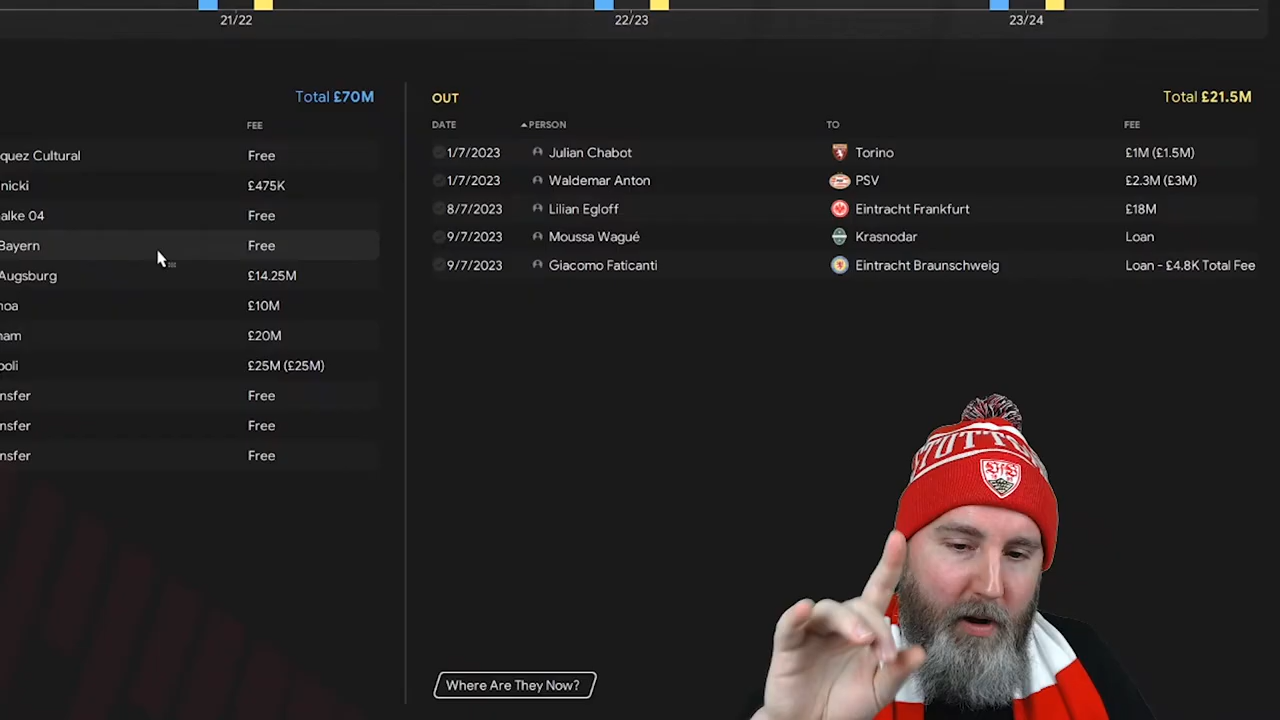 21/22 22/23 23/24
Total £70M
FEE
quez Cultural Free
nicki £475K
alke 04 Free
Bayern Free
Augsburg £14.25M
noa £10M
am £20M
poli £25M (£25M)
nsfer Free
nsfer Free
nsfer Free
OUT Total £21.5M
DATE PERSON TO FEE
1/7/2023 Julian Chabot Torino £1M (£1.5M)
1/7/2023 Waldemar Anton PSV £2.3M (£3M)
8/7/2023 Lilian Egloff Eintracht Frankfurt £18M
9/7/2023 Moussa Wagué Krasnodar Loan
9/7/2023 Giacomo Faticanti Eintracht Braunschweig Loan - £4.8K Total Fee
Where Are They Now?
STUTTG